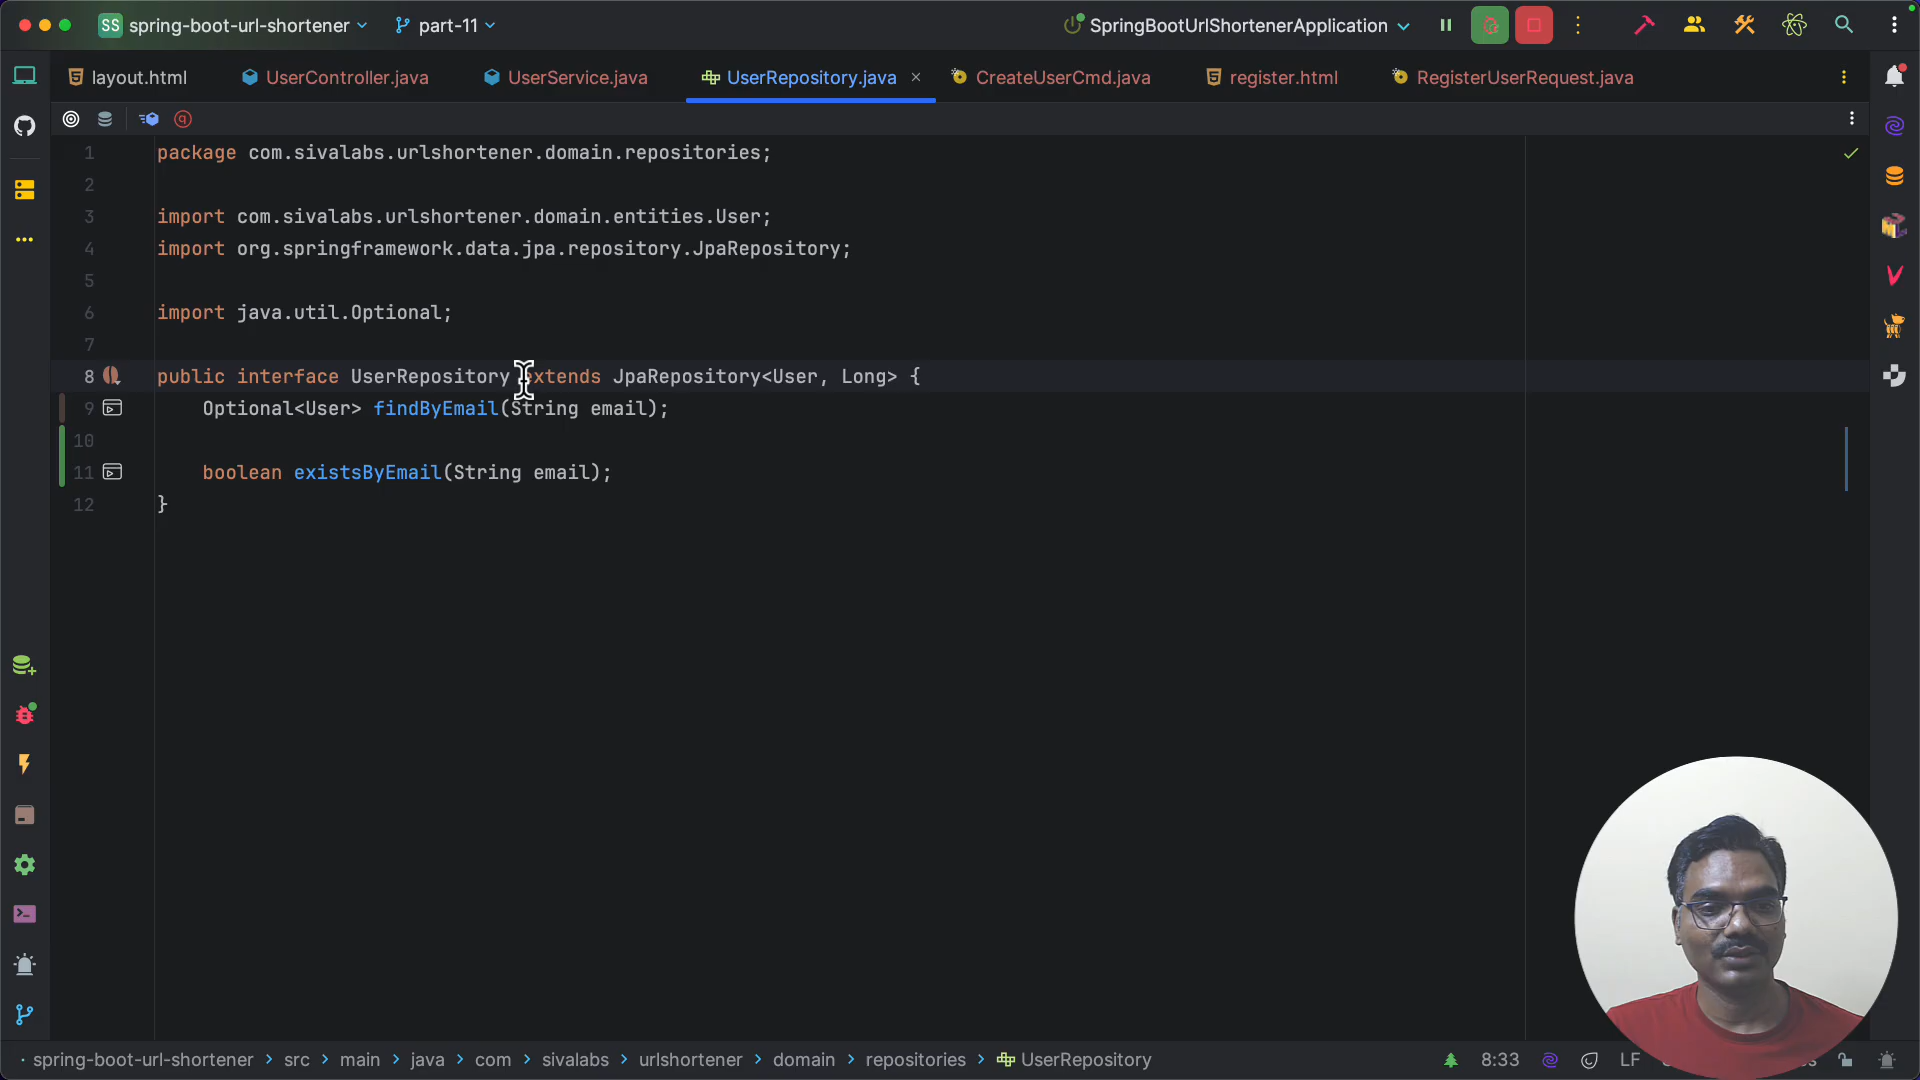 SS spring-boot-url-shortener part-11 SpringBootUrlShortenerApplication
layout.html UserController.java UserService.java UserRepository.java CreateUserCmd.java register.html RegisterUserRequest.java
1 package com.sivalabs.urlshortener.domain.repositories;
2
3 import com.sivalabs.urlshortener.domain.entities.User;
4 import org.springframework.data.jpa.repository.JpaRepository;
5
6 import java.util.Optional;
7
8 public interface UserRepository extends JpaRepository<User, Long> {
9 Optional<User> findByEmail(String email);
10
11 boolean existsByEmail(String email);
12 }
spring-boot-url-shortener > src > main > java > com > sivalabs > urlshortener > domain > repositories > UserRepository 8:33 LF